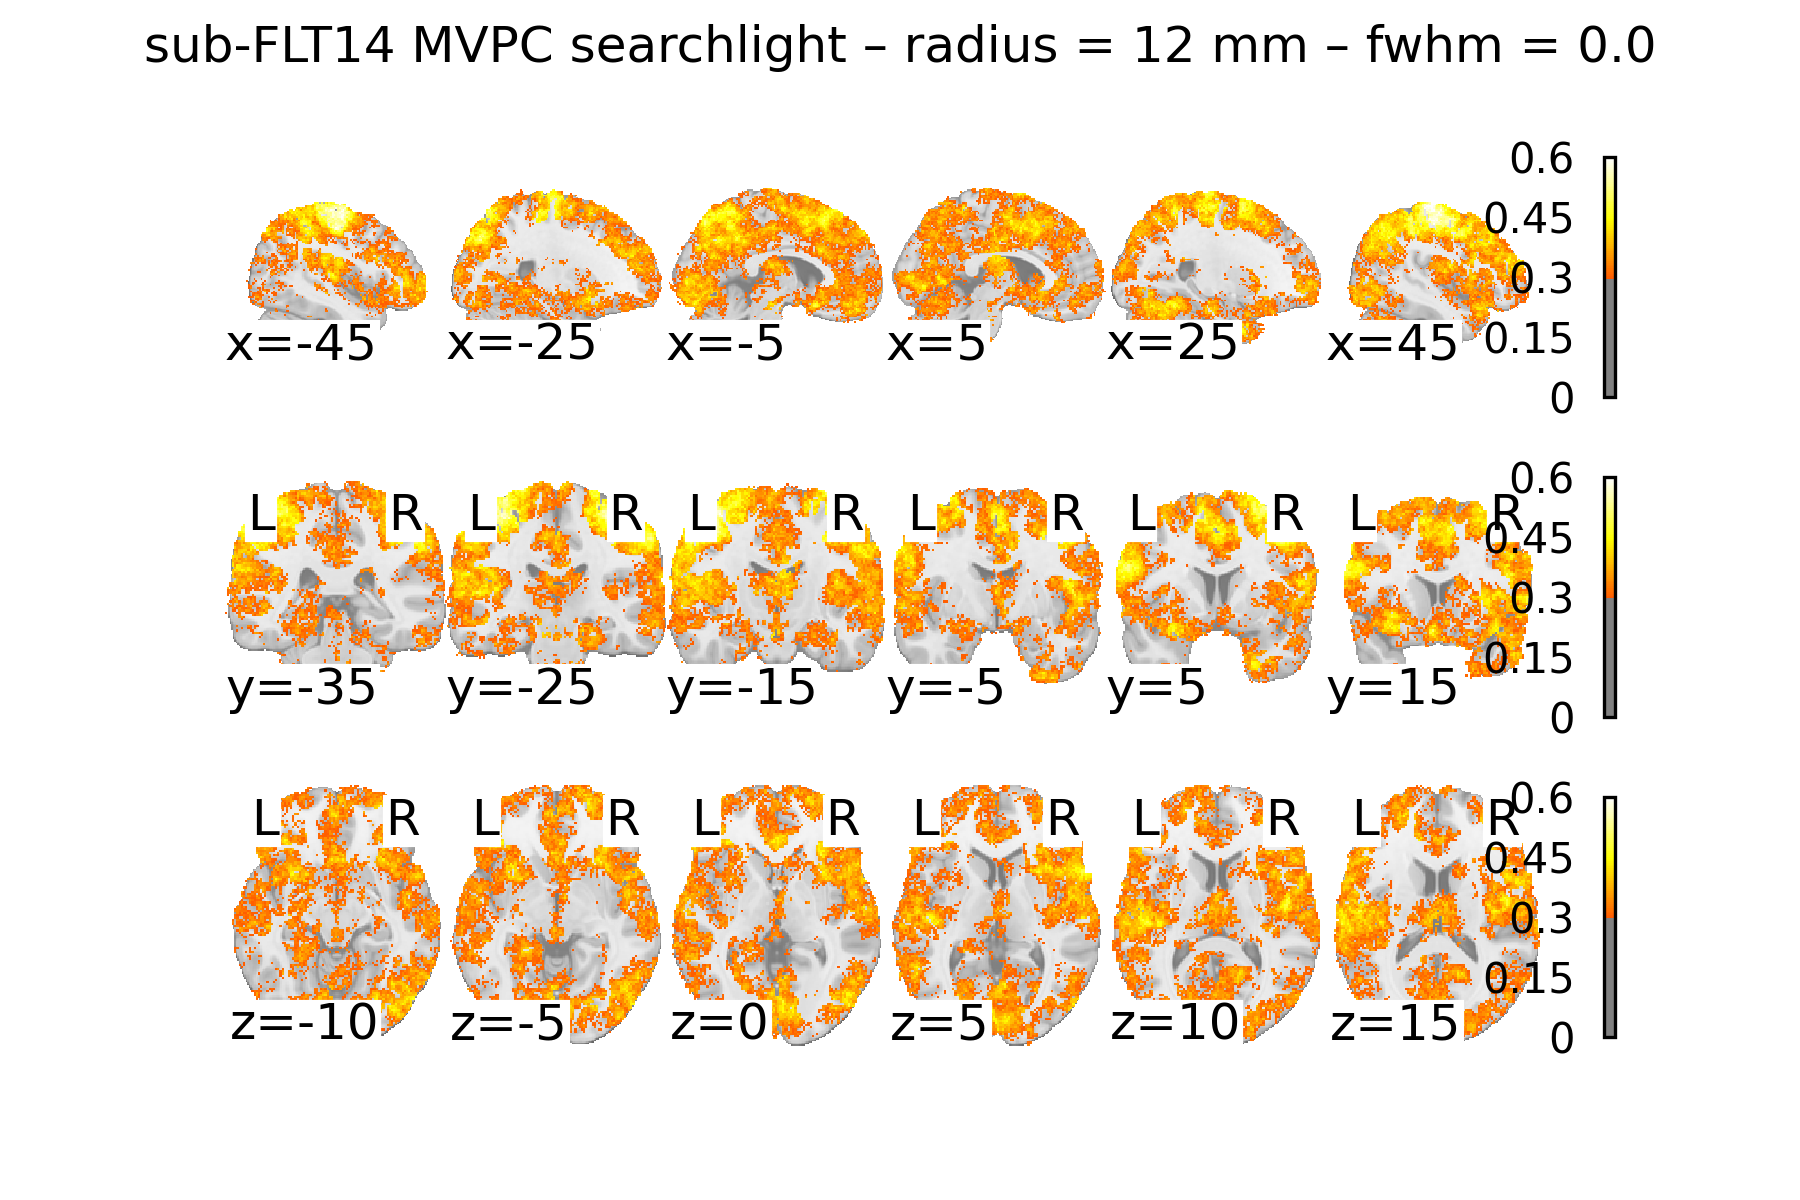 sub-FLT14 MVPC searchlight – radius = 12 mm – fwhm = 0.0
0.6
0.45
0.3
0.15
0
x=-45 x=-25 x=-5 x=5 x=25 x=45
L R L R L R L R L R L R
0.6
0.45
0.3
0.15
0
y=-35 y=-25 y=-15 y=-5 y=5 y=15
L R L R L R L R L R L R
0.6
0.45
0.3
0.15
0
z=-10 z=-5 z=0 z=5 z=10 z=15